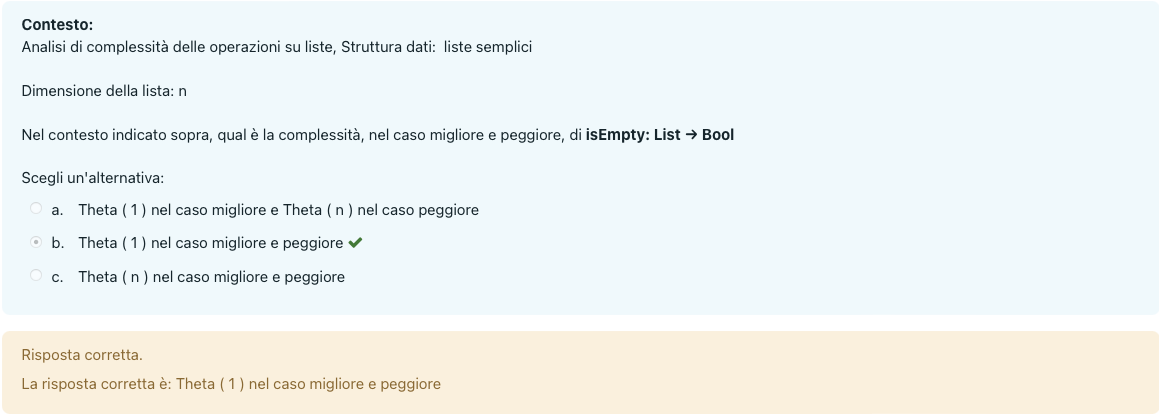 Contesto:
Analisi di complessità delle operazioni su liste, Struttura dati:  liste semplici
Dimensione della lista: n
Nel contesto indicato sopra, qual è la complessità, nel caso migliore e peggiore, di isEmpty: List → Bool
Scegli un'alternativa:
a. Theta ( 1 ) nel caso migliore e Theta ( n ) nel caso peggiore
b. Theta ( 1 ) nel caso migliore e peggiore ✔
c. Theta ( n ) nel caso migliore e peggiore
Risposta corretta.
La risposta corretta è: Theta ( 1 ) nel caso migliore e peggiore